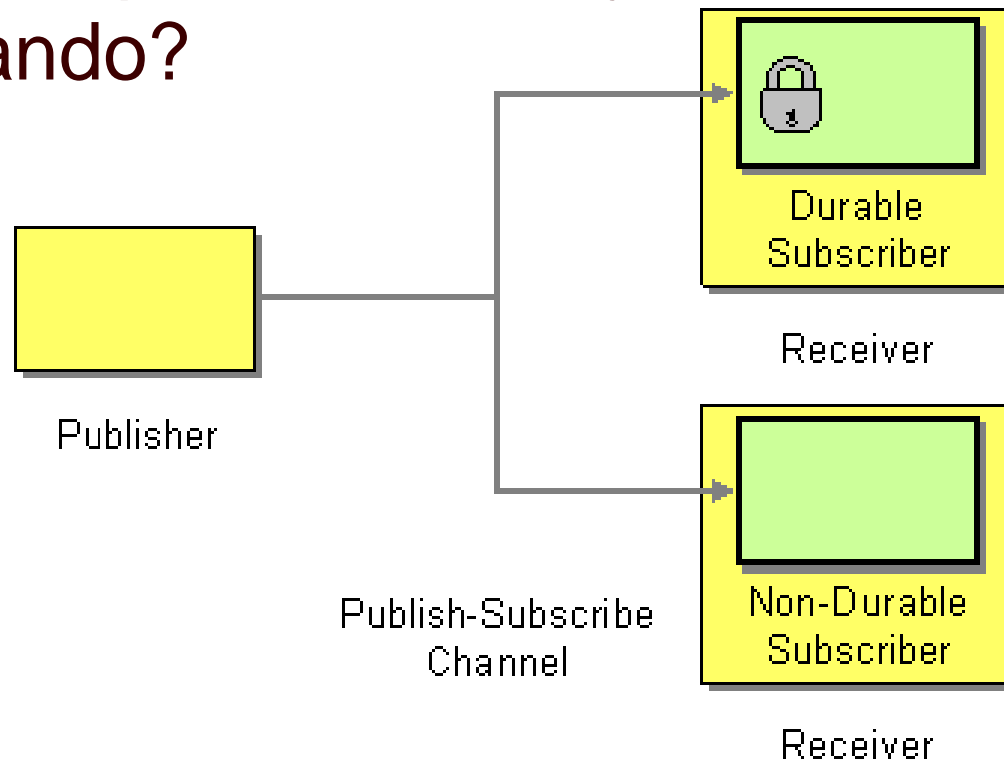 ando?
Durable
Subscriber
Receiver
Publisher
Publish-Subscribe
Channel
Non-Durable
Subscriber
Receiver